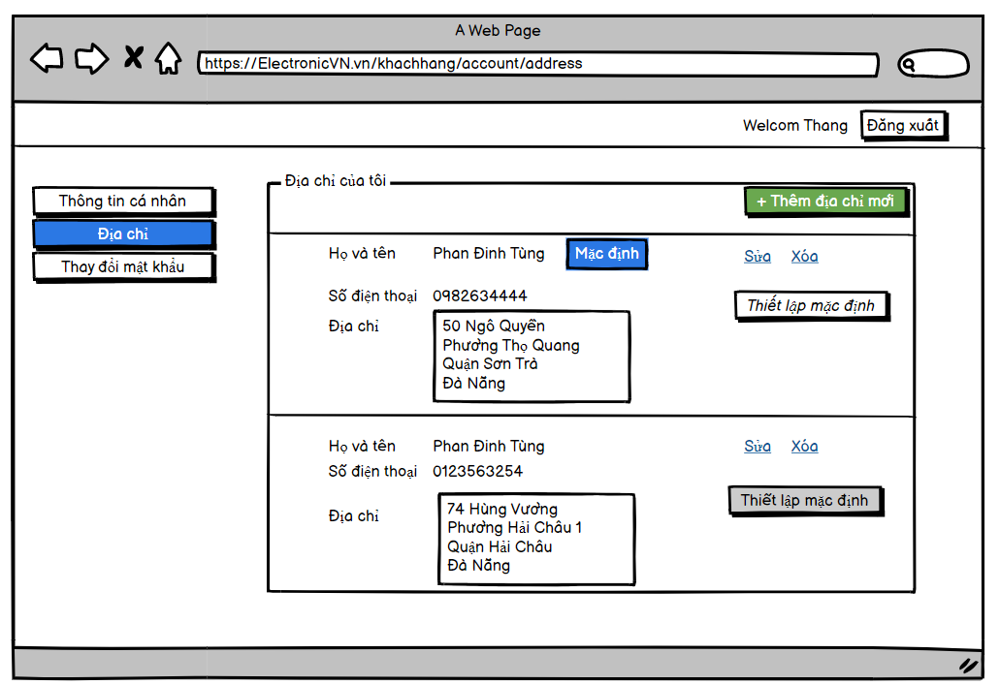 A Web Page
https://ElectronicVN.vn/khachhang/account/address
Welcom Thang
Đăng xuất
Thông tin cá nhân
Địa chỉ
Thay đổi mật khẩu
Địa chỉ của tôi
+ Thêm địa chỉ mới
Họ và tên Phan Đình Tùng Mặc định Sửa Xóa
Số điện thoại 0982634444
Thiết lập mặc định
Địa chỉ
50 Ngô Quyền
Phường Thọ Quang
Quận Sơn Trà
Đà Nẵng
Họ và tên Phan Đình Tùng Sửa Xóa
Số điện thoại 0123563254
Thiết lập mặc định
Địa chỉ
74 Hùng Vương
Phường Hải Châu 1
Quận Hải Châu
Đà Nẵng